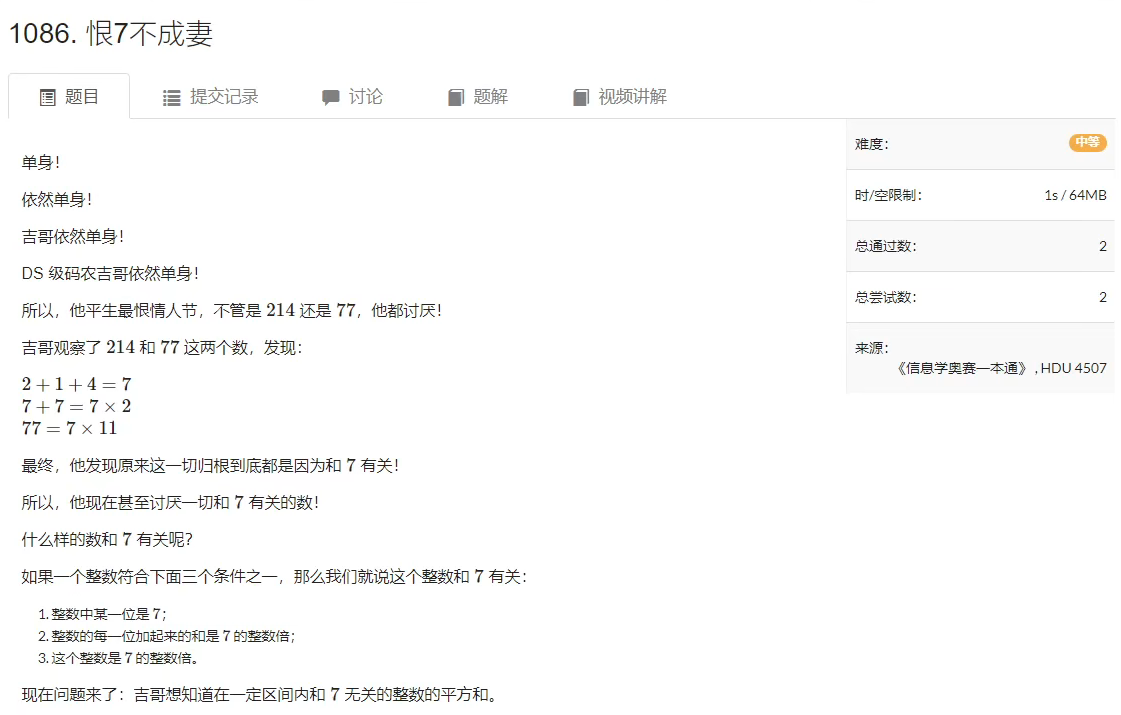 1086. 恨7不成妻
题目
提交记录
讨论
题解
视频讲解
单身！
依然单身！
吉哥依然单身！
DS 级码农吉哥依然单身！
所以，他平生最恨情人节，不管是 214 还是 77，他都讨厌！
吉哥观察了 214 和 77 这两个数，发现：
2 + 1 + 4 = 7
7 + 7 = 7 × 2
77 = 7 × 11
最终，他发现原来这一切归根到底都是因为和 7 有关！
所以，他现在甚至讨厌一切和 7 有关的数！
什么样的数和 7 有关呢？
如果一个整数符合下面三个条件之一，那么我们就说这个整数和 7 有关：
1. 整数中某一位是 7；
2. 整数的每一位加起来的和是 7 的整数倍；
3. 这个整数是 7 的整数倍。
现在问题来了：吉哥想知道在一定区间内和 7 无关的整数的平方和。
难度：
中等
时/空限制：
1s / 64MB
总通过数：
2
总尝试数：
2
来源：
《信息学奥赛一本通》 , HDU 4507